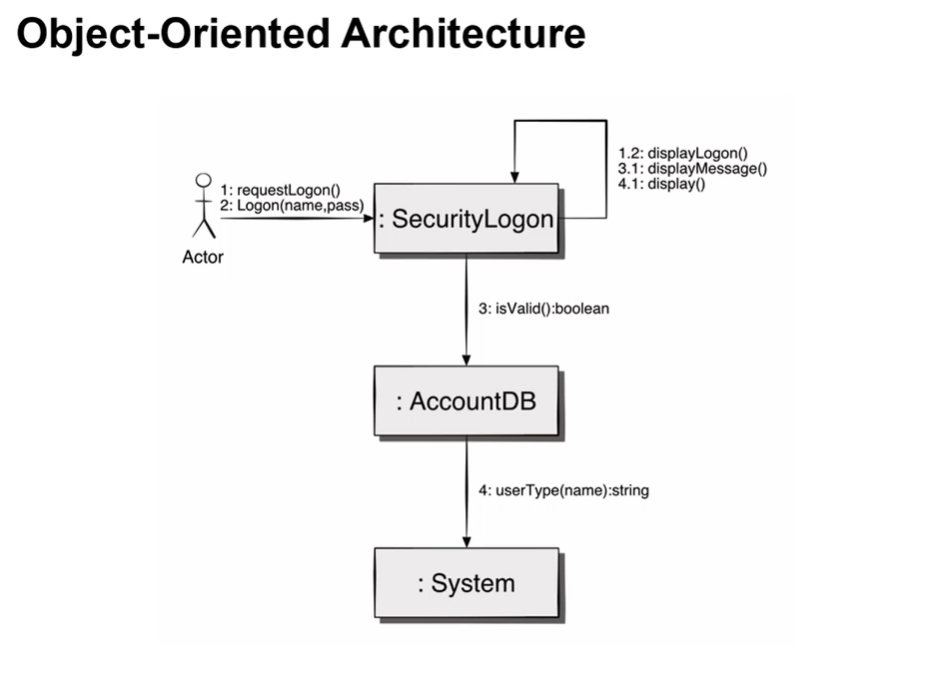 Object-Oriented Architecture
1: requestLogon()
2: Logon(name,pass)
Actor
: SecurityLogon
1.2: displayLogon()
3.1: displayMessage()
4.1: display()
3: isValid():boolean
: AccountDB
4: userType(name):string
: System